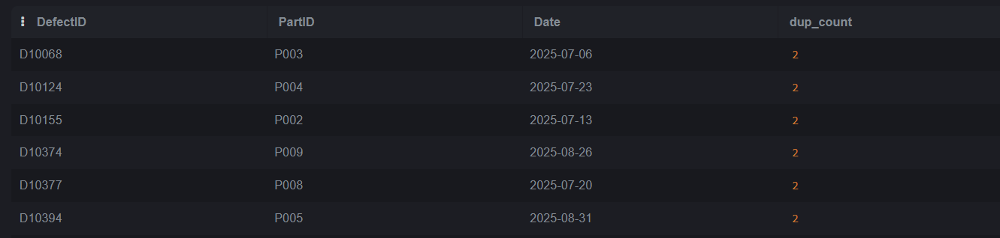 DefectID PartID Date dup_count
D10068 P003 2025-07-06 2
D10124 P004 2025-07-23 2
D10155 P002 2025-07-13 2
D10374 P009 2025-08-26 2
D10377 P008 2025-07-20 2
D10394 P005 2025-08-31 2